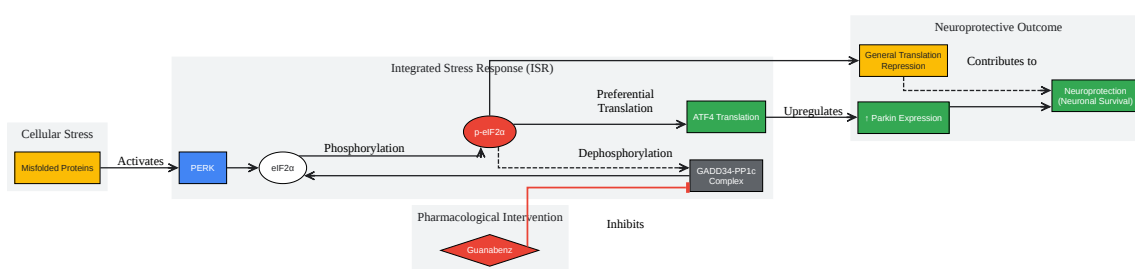 Neuroprotective Outcome
General Translation
Repression
Contributes to
Integrated Stress Response (ISR)
Neuroprotection
(Neuronal Survival)
Preferential
Translation
ATF4 Translation
Upregulates
↑ Parkin Expression
Cellular Stress
p-eIF2α
Misfolded Proteins
Activates
PERK
eIF2α
Phosphorylation
Dephosphorylation
GADD34-PP1c
Complex
Pharmacological Intervention
Inhibits
Guanabenz